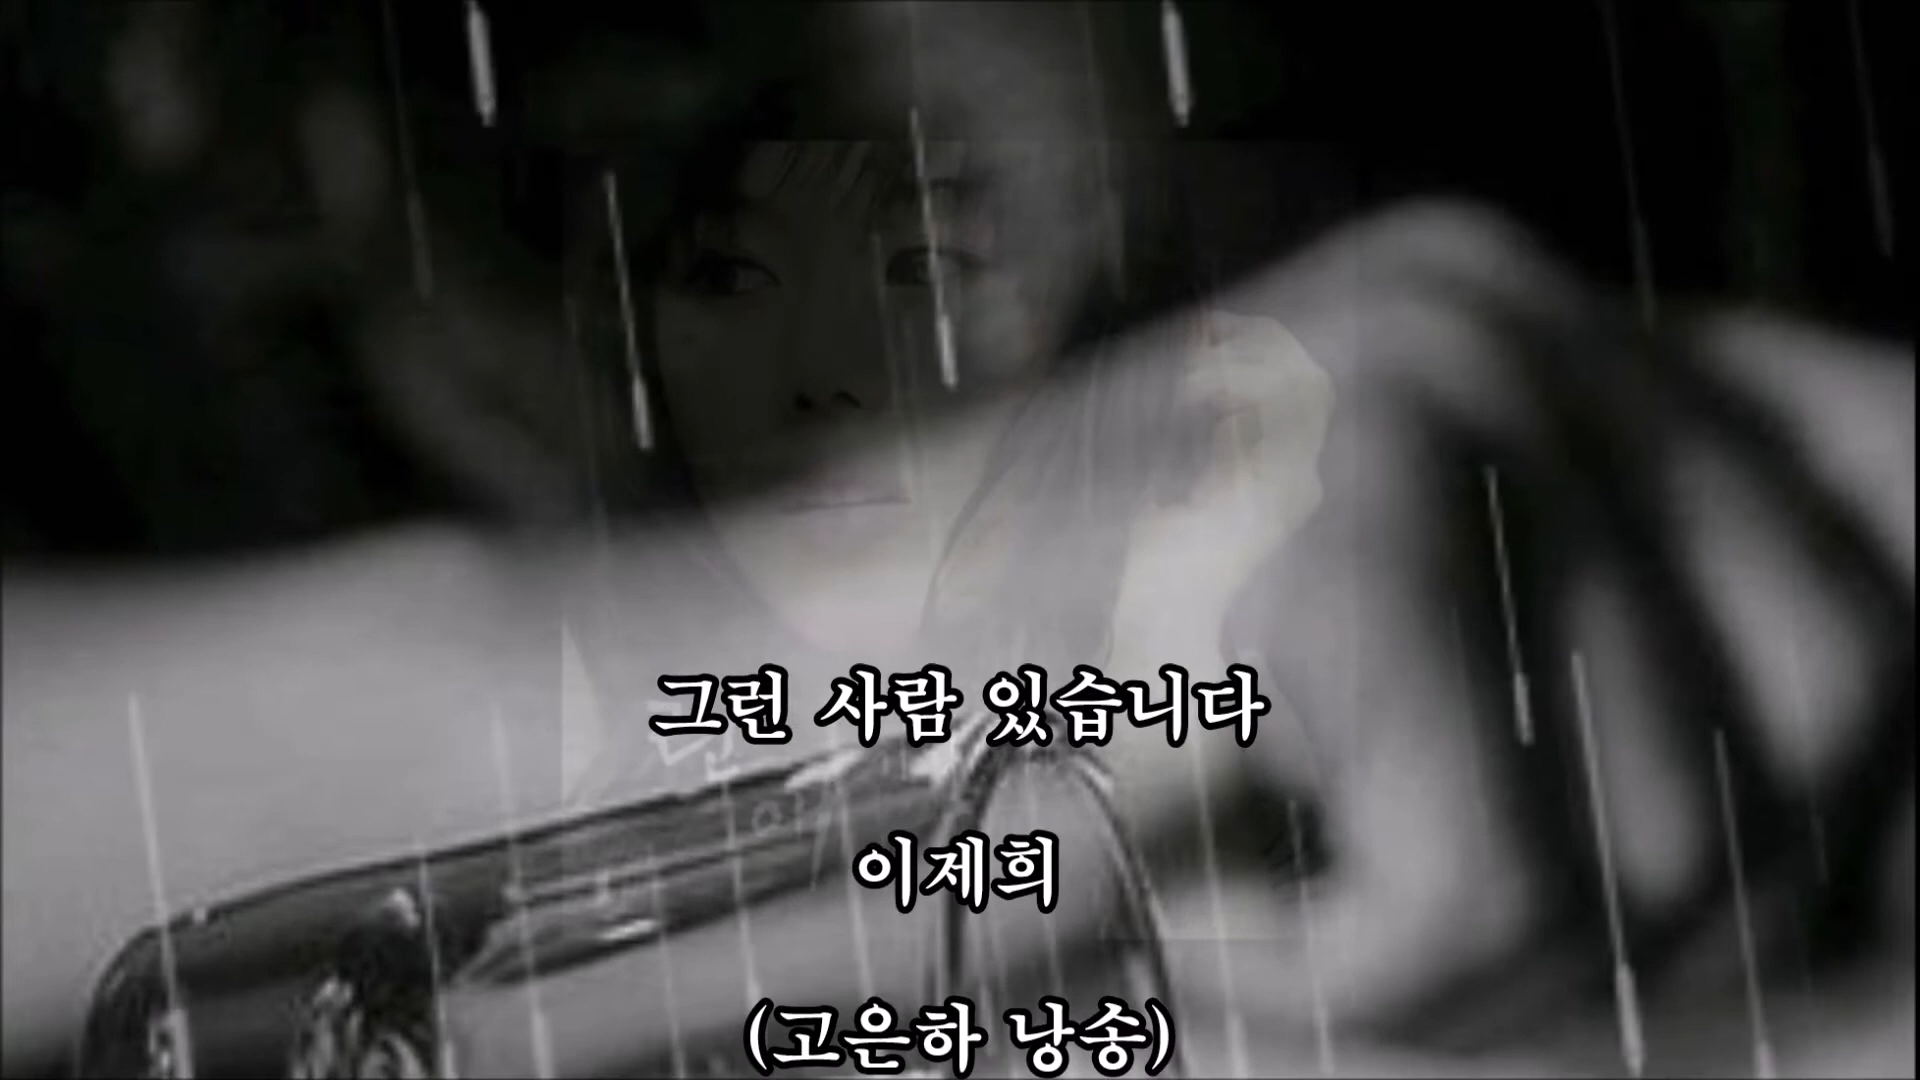 그런 사람 있습니다
이제희
(고은하 낭송)